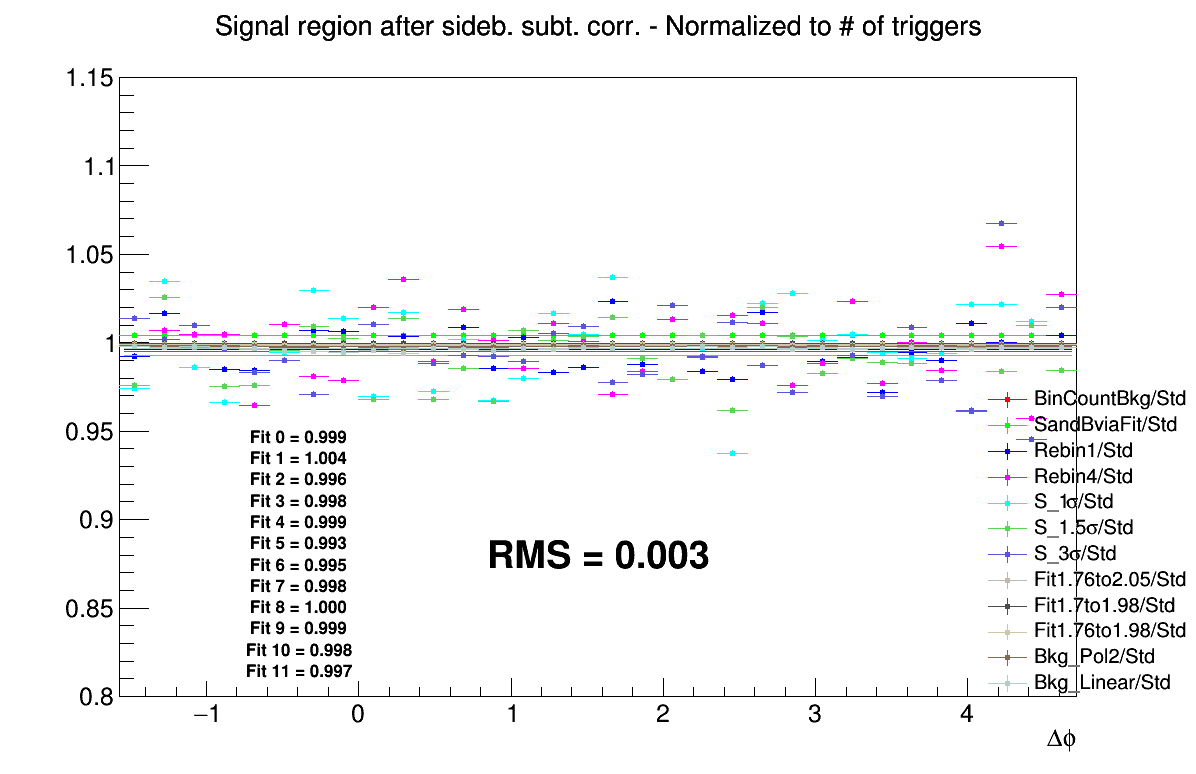 Signal region after sideb. subt. corr. - Normalized to # of triggers
1.15
1.1
1.05
1
0.95
0.9
0.85
0.8
−1
0
1
2
3
4
Δϕ
Fit 0 = 0.999
Fit 1 = 1.004
Fit 2 = 0.996
Fit 3 = 0.998
Fit 4 = 0.999
Fit 5 = 0.993
Fit 6 = 0.995
Fit 7 = 0.998
Fit 8 = 1.000
Fit 9 = 0.999
Fit 10 = 0.998
Fit 11 = 0.997
RMS = 0.003
BinCountBkg/Std
SandBviaFit/Std
Rebin1/Std
Rebin4/Std
S_1σ/Std
S_1.5σ/Std
S_3σ/Std
Fit1.76to2.05/Std
Fit1.7to1.98/Std
Fit1.76to1.98/Std
Bkg_Pol2/Std
Bkg_Linear/Std